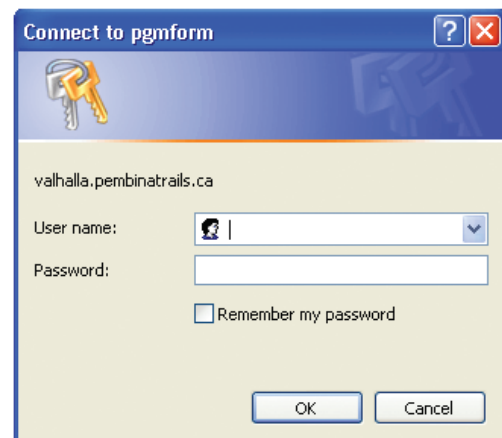 Connect to pgmform
valhalla.pembinatrails.ca
User name:
Password:
Remember my password
OK Cancel